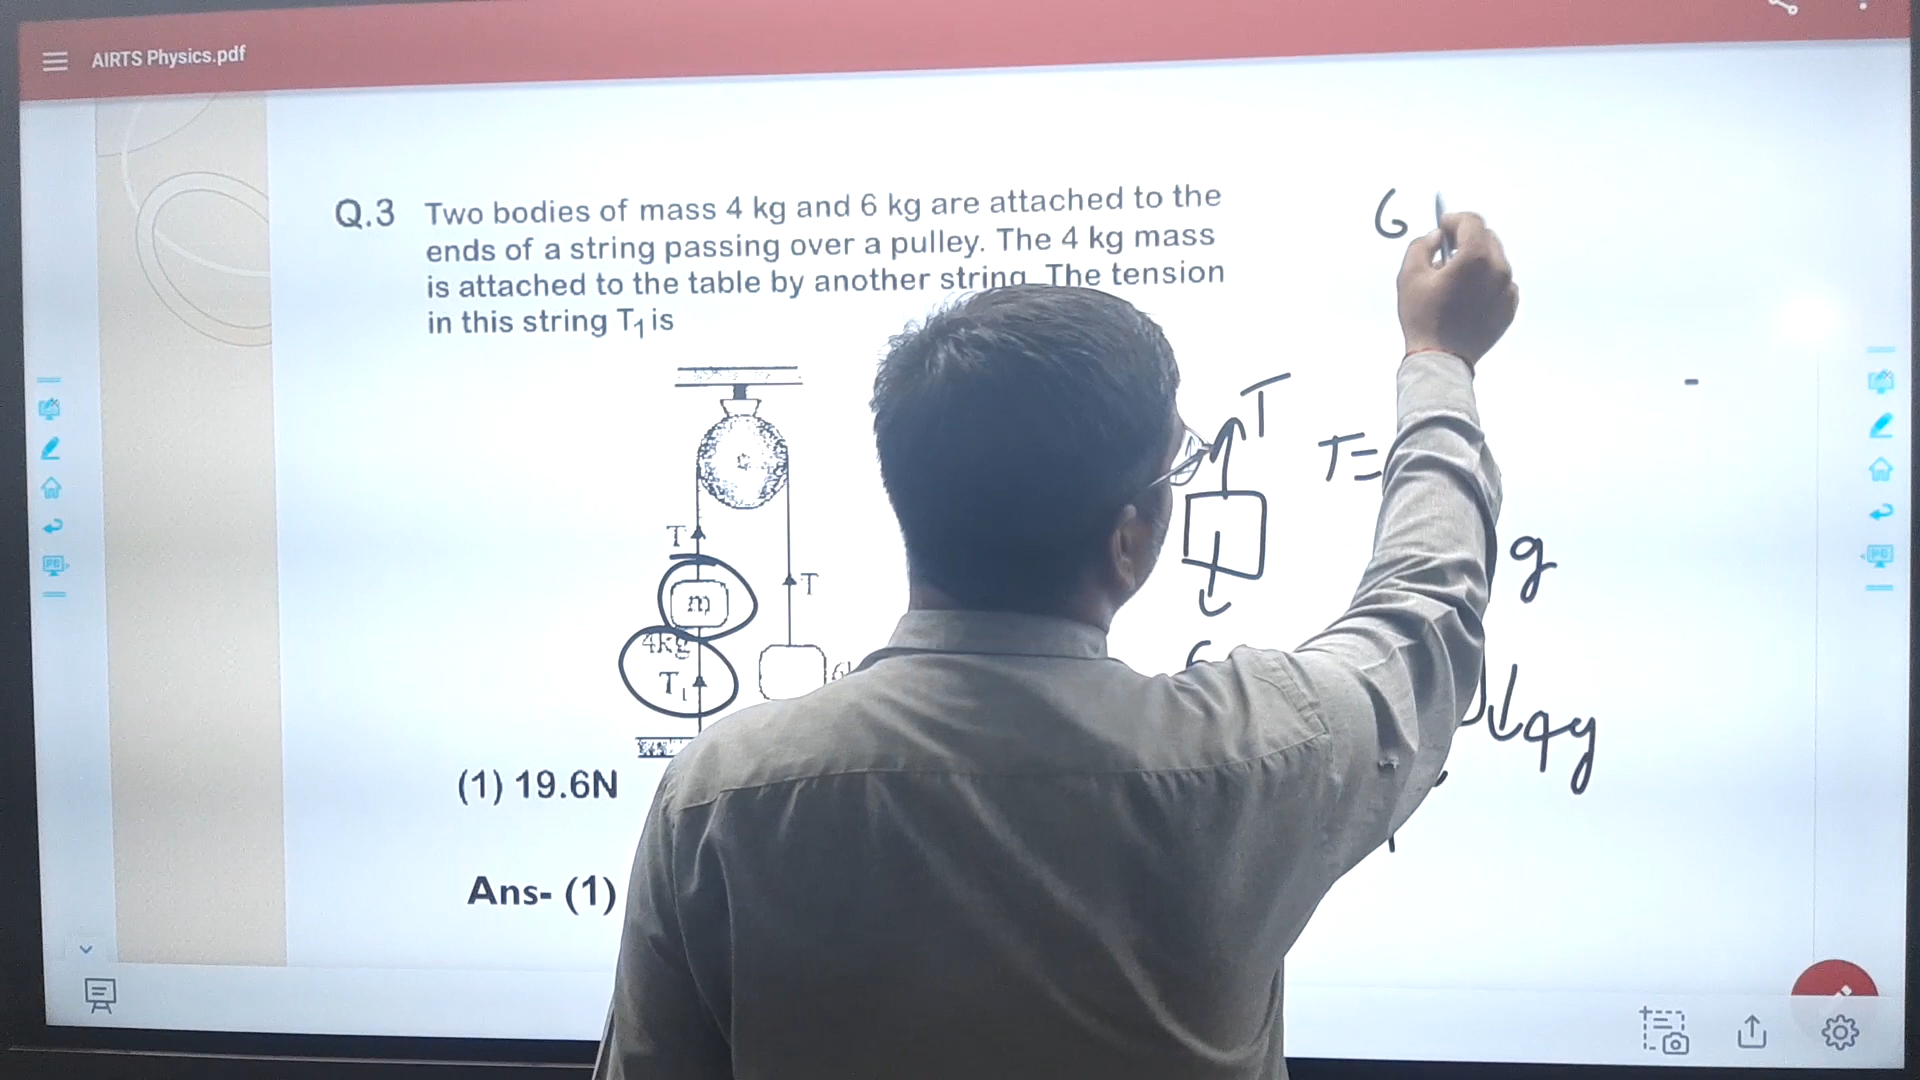 AIRTS Physics.pdf
Q.3 Two bodies of mass 4 kg and 6 kg are attached to the
ends of a string passing over a pulley. The 4 kg mass
is attached to the table by another string. The tension
in this string T₁ is
6
T
T=
T
T
m
g
4kg
T₁
4g
(1) 19.6N
Ans- (1)